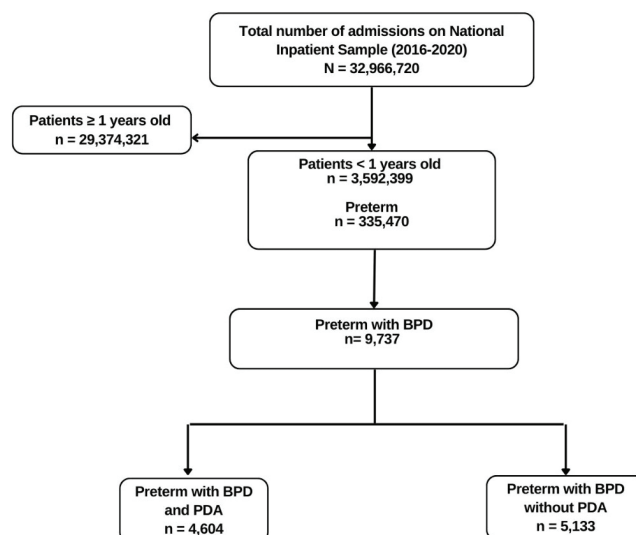 Total number of admissions on National
Inpatient Sample (2016-2020)
N = 32,966,720
Patients ≥ 1 years old
n = 29,374,321
Patients < 1 years old
n = 3,592,399
Preterm
n = 335,470
Preterm with BPD
n= 9,737
Preterm with BPD
and PDA
n = 4,604
Preterm with BPD
without PDA
n = 5,133